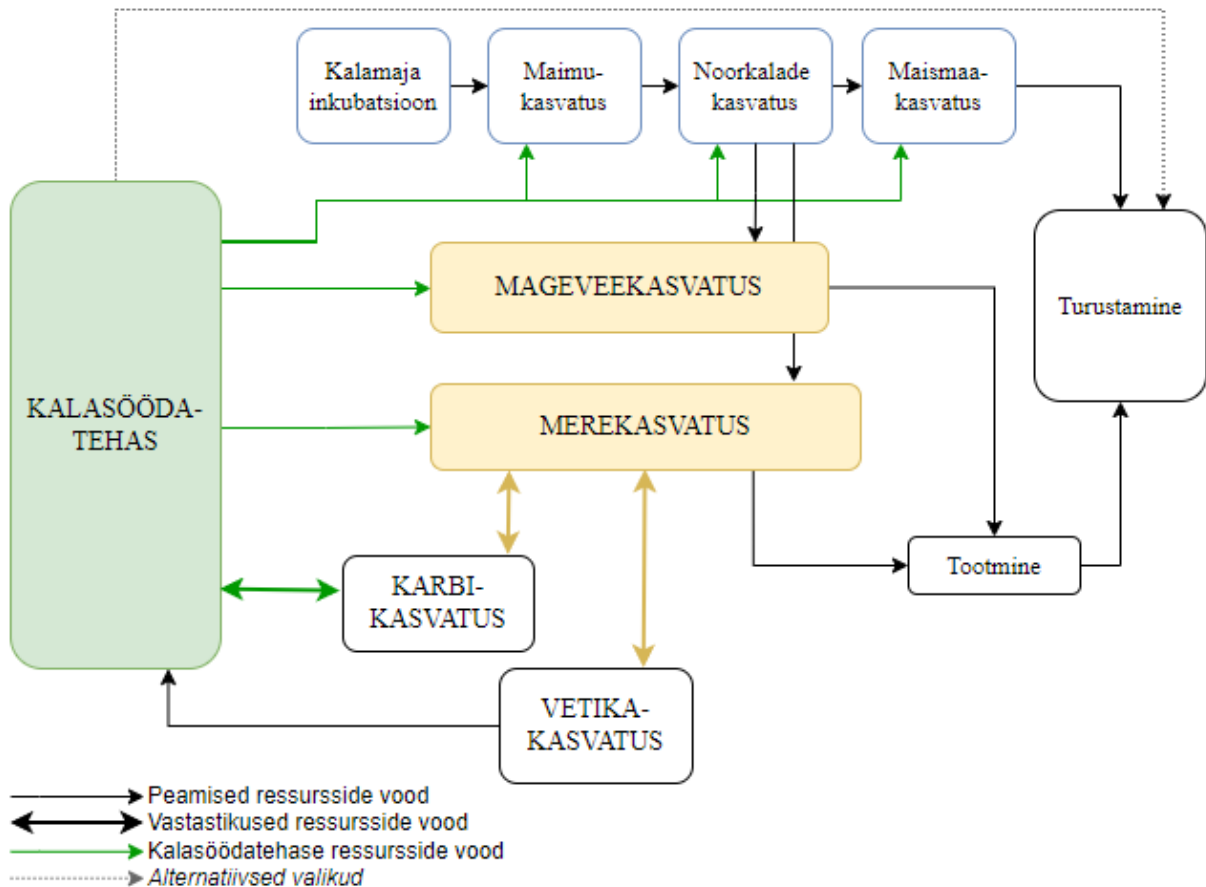 Kalamaja
inkubatsioon
Maimu-
kasvatus
Noorkalade
kasvatus
Maismaa-
kasvatus
MAGEVEEKASVATUS
Turustamine
KALASÖÖDA-
TEHAS
MEREKASVATUS
Tootmine
KARBI-
KASVATUS
VETIKA-
KASVATUS
Peamised ressursside vood
Vastastikused ressursside vood
Kalasöödatehase ressursside vood
Alternatiivsed valikud